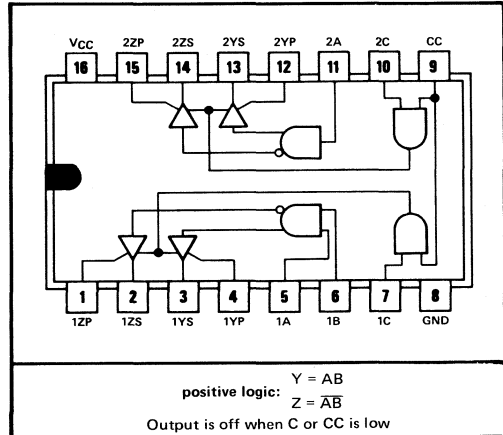 VCC 2ZP 2ZS 2YS 2YP 2A 2C CC
16 15 14 13 12 11 10 9
1 2 3 4 5 6 7 8
1ZP 1ZS 1YS 1YP 1A 1B 1C GND
positive logic: Y = AB
Z = A̅B̅
Output is off when C or CC is low